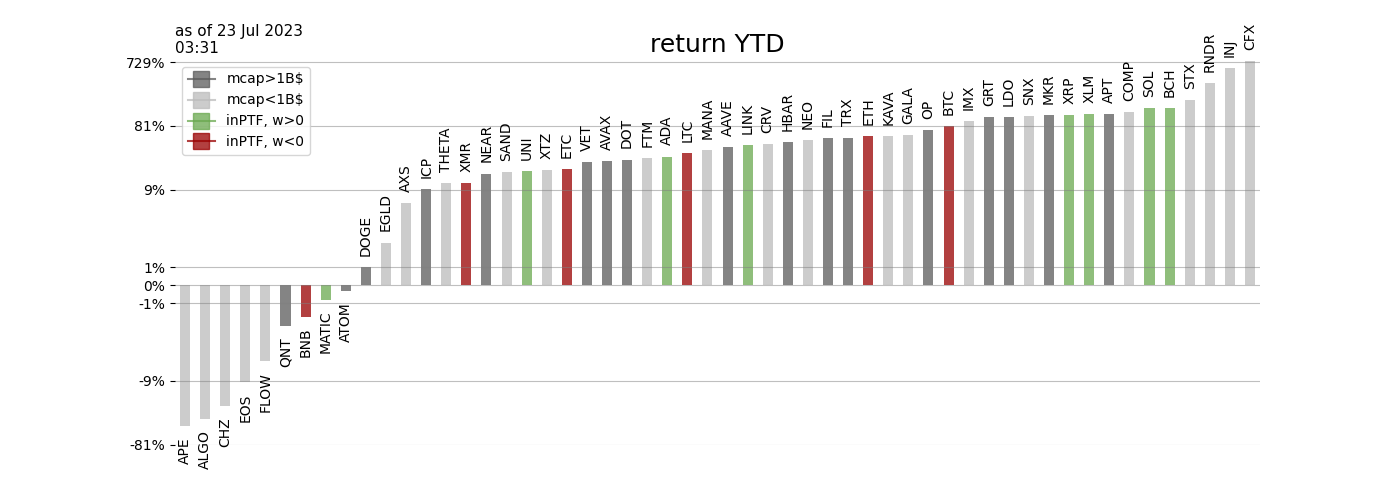 as of 23 Jul 2023
03:31
return YTD
729%
81%
9%
1%
0%
-1%
-9%
-81%
mcap>1B$
mcap<1B$
inPTF, w>0
inPTF, w<0
APE
ALGO
CHZ
EOS
FLOW
QNT
BNB
MATIC
ATOM
DOGE
EGLD
AXS
ICP
THETA
XMR
NEAR
SAND
UNI
XTZ
ETC
VET
AVAX
DOT
FTM
ADA
LTC
MANA
AAVE
LINK
CRV
HBAR
NEO
FIL
TRX
ETH
KAVA
GALA
OP
BTC
IMX
GRT
LDO
SNX
MKR
XRP
XLM
APT
COMP
SOL
BCH
STX
RNDR
INJ
CFX